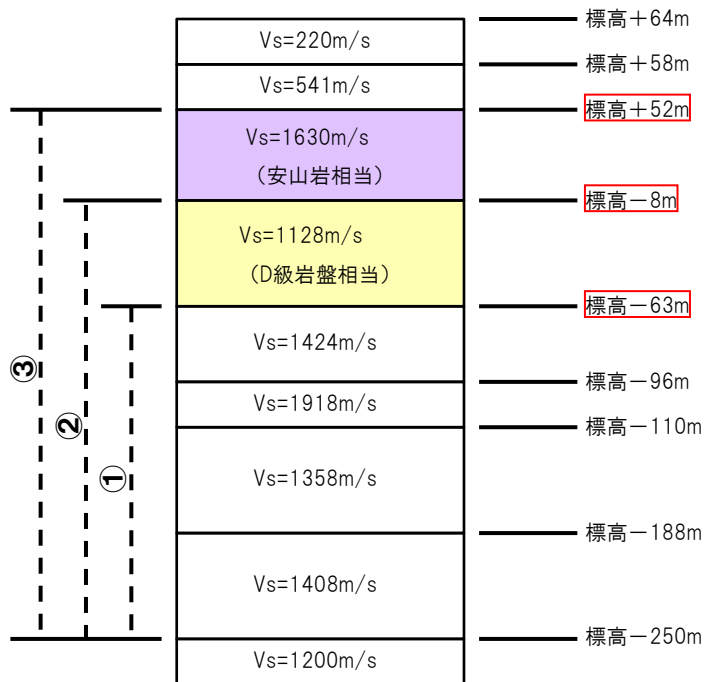 標高+64m
Vs=220m/s
標高+58m
Vs=541m/s
標高+52m
Vs=1630m/s
(安山岩相当)
標高-8m
Vs=1128m/s
(D級岩盤相当)
標高-63m
Vs=1424m/s
③
標高-96m
Vs=1918m/s
②
標高-110m
①
Vs=1358m/s
標高-188m
Vs=1408m/s
標高-250m
Vs=1200m/s